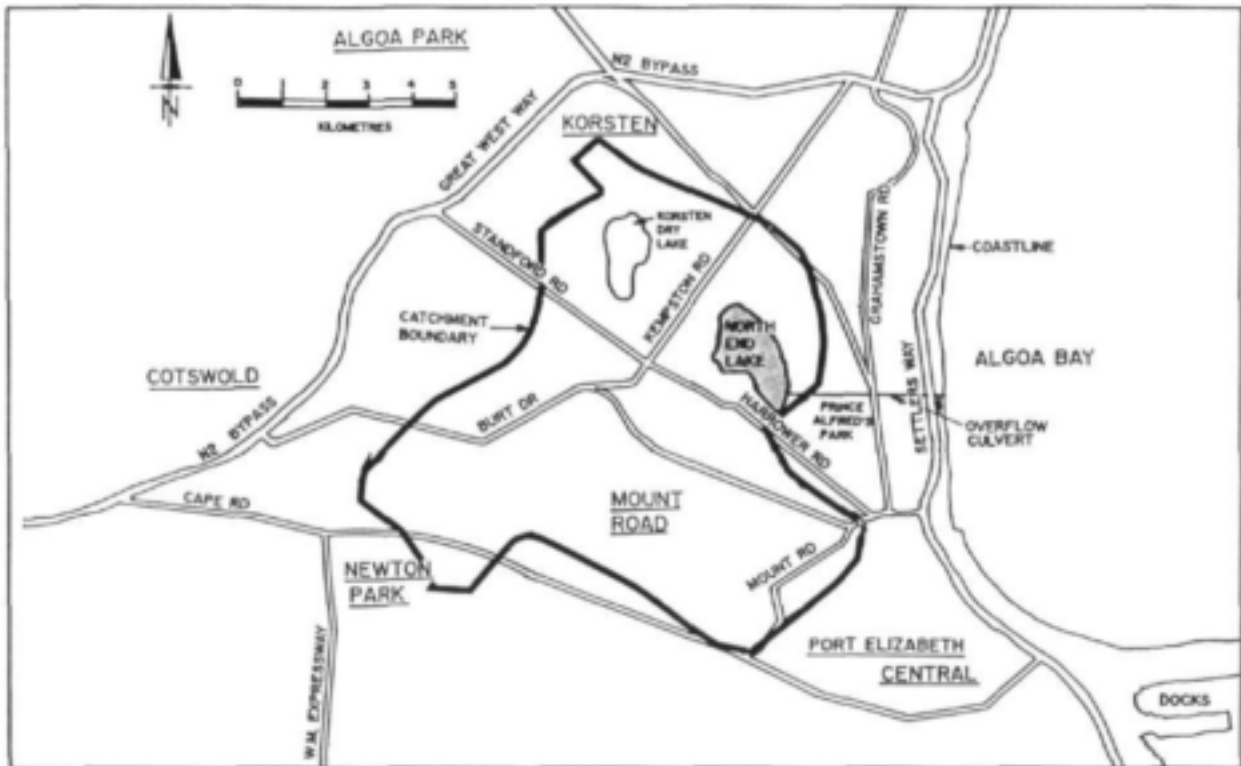 ALGOA PARK
N
0 1 2 3 4 5
KILOMETRES
N2 BYPASS
GREAT WEST WAY
KORSTEN
KORSTEN
DRY
LAKE
STANDFORD RD
KEMPSTON RD
GRAHAMSTOWN RD
COASTLINE
CATCHMENT
BOUNDARY
NORTH
END
LAKE
ALGOA BAY
COTSWOLD
SETTLERS WAY
N2 BYPASS
BURT DR
HARROWER RD
PRINCE
ALFRED'S
PARK
OVERFLOW
CULVERT
CAPE RD
MOUNT
ROAD
MOUNT RD
NEWTON
PARK
W.M. EXPRESSWAY
PORT ELIZABETH
CENTRAL
DOCKS